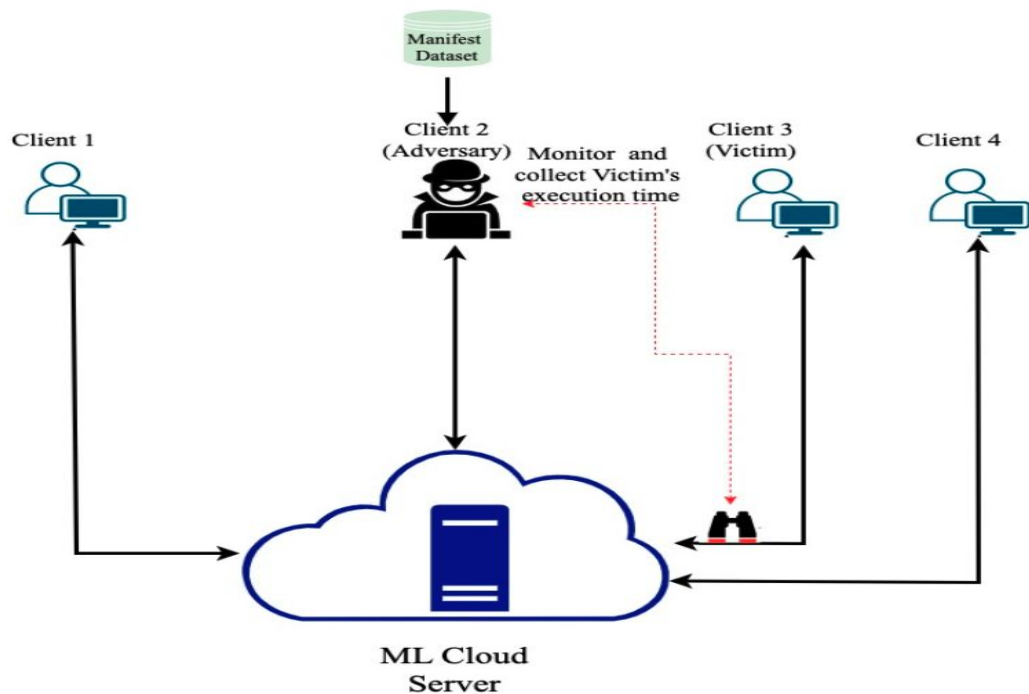 Manifest
Dataset
Client 1
Client 2
(Adversary)
Monitor and
collect Victim's
execution time
Client 3
(Victim)
Client 4
ML Cloud
Server